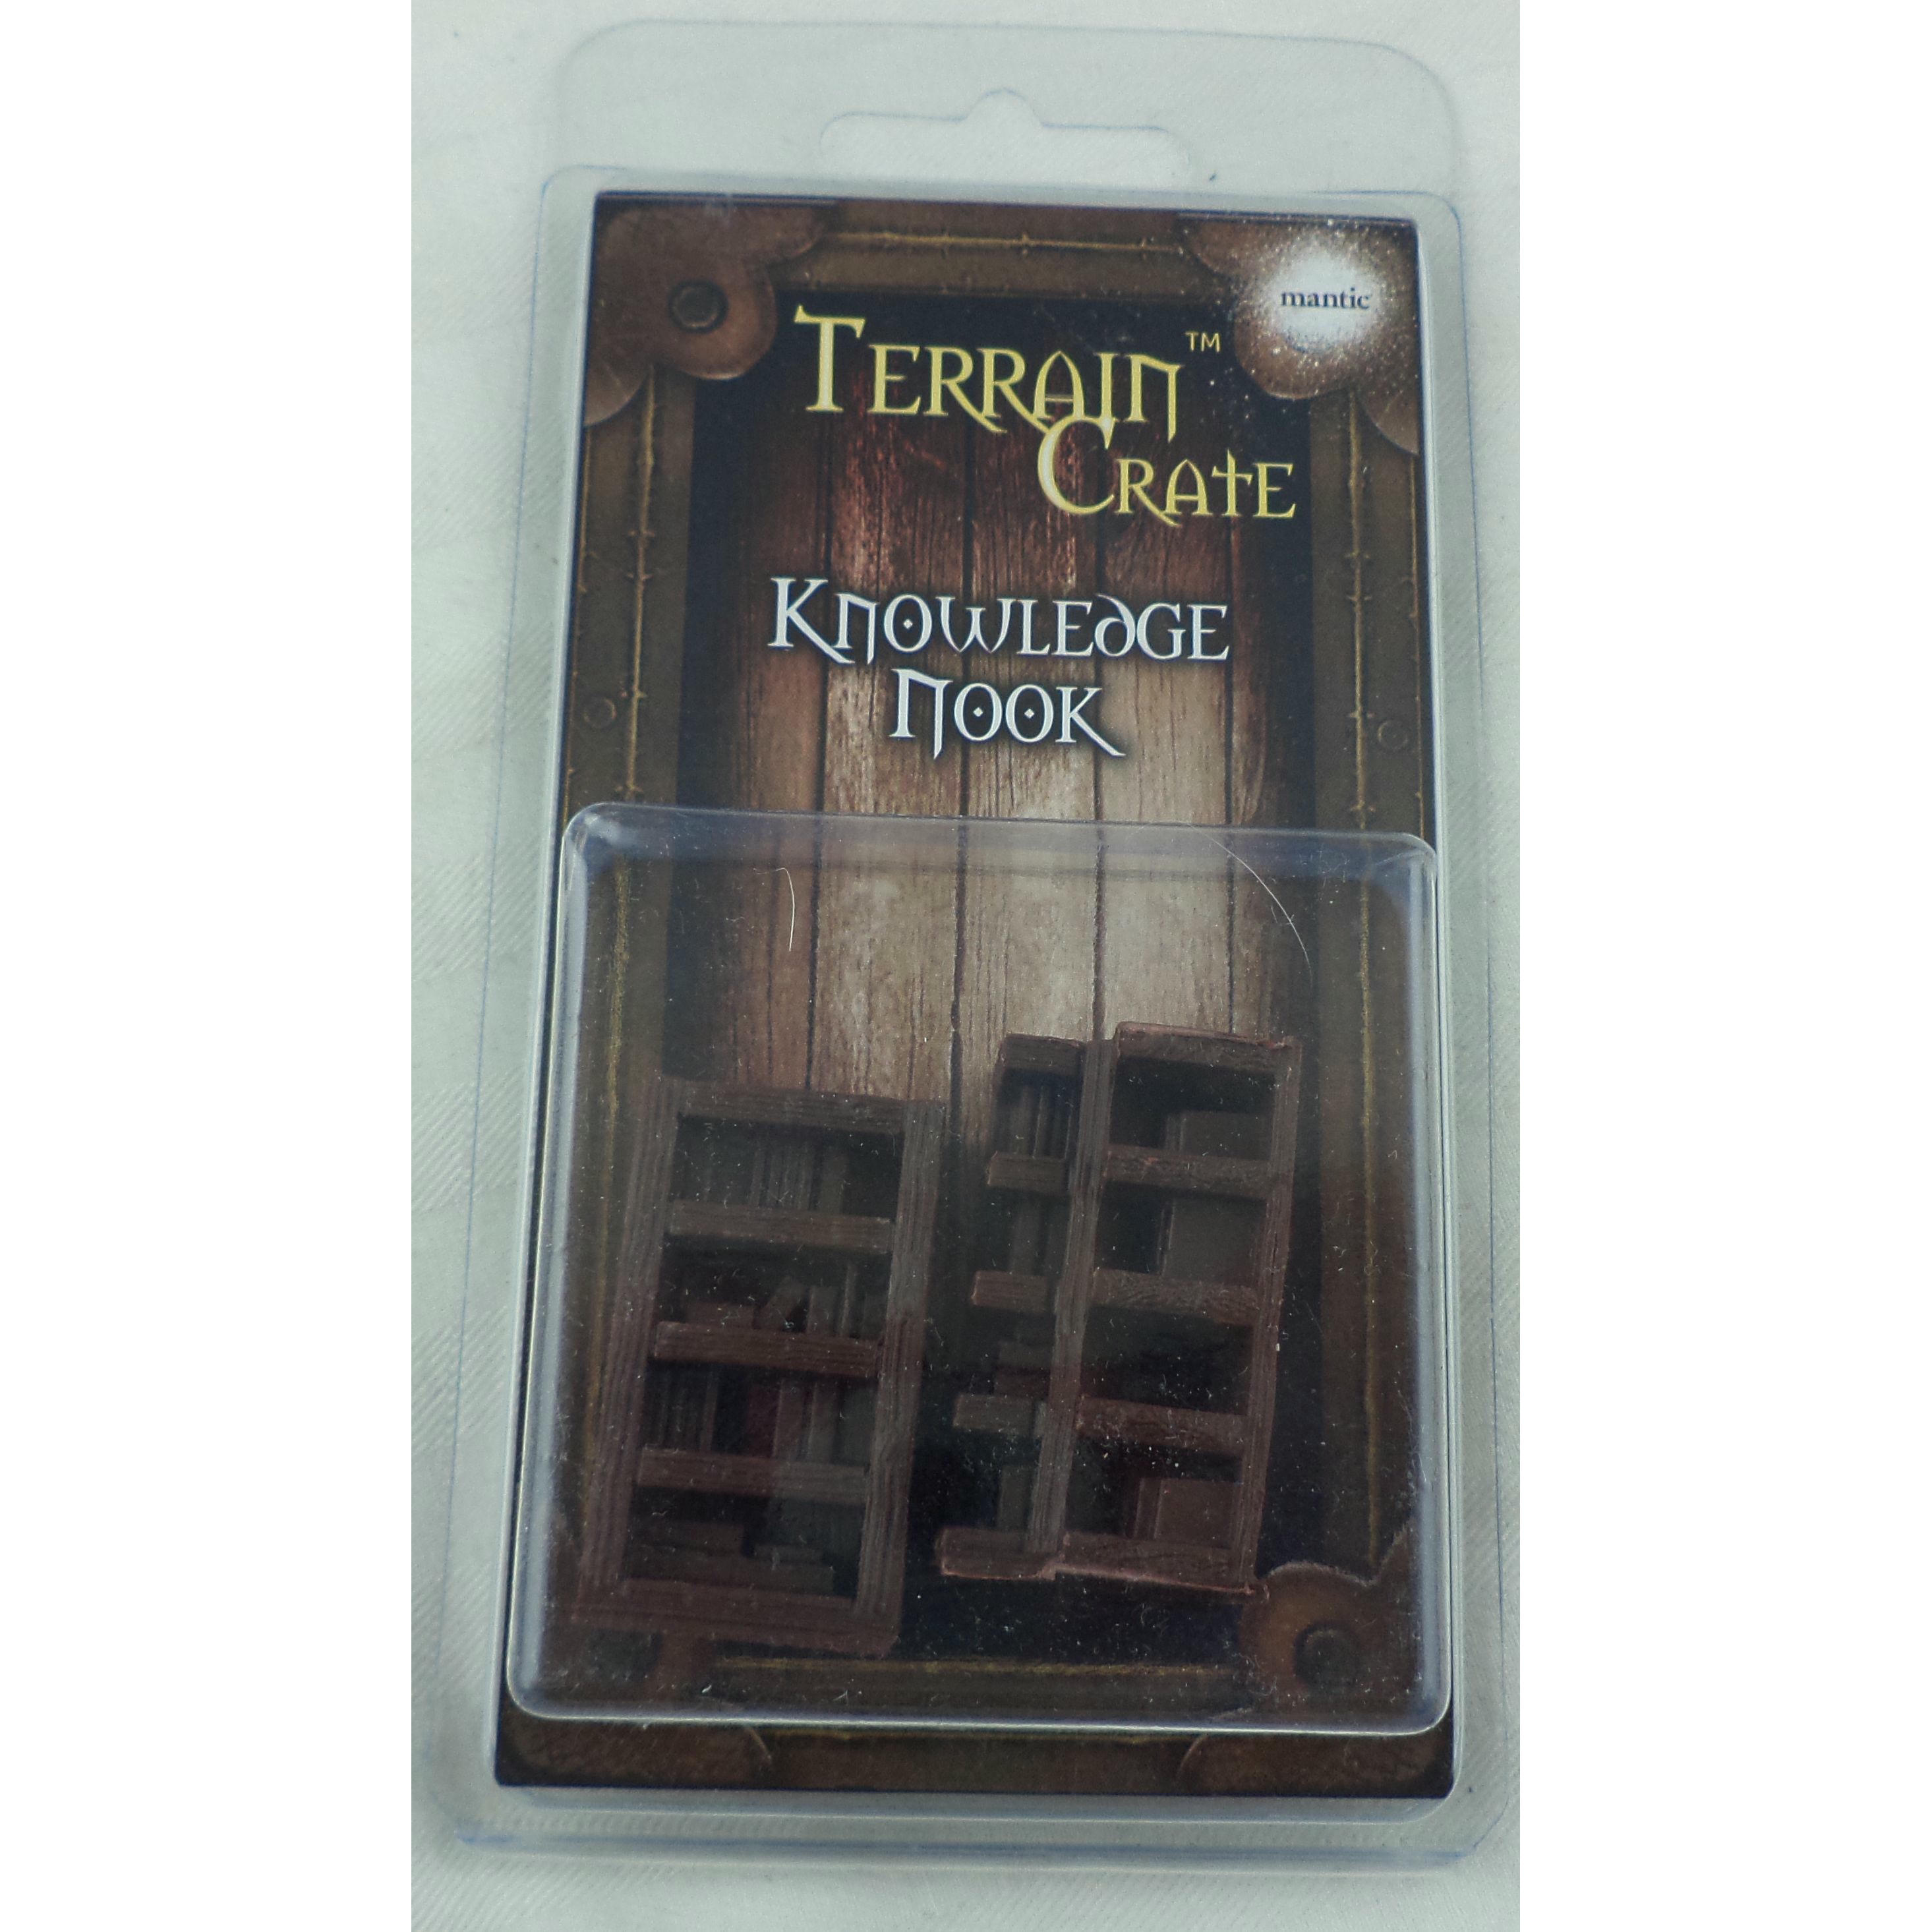 mantic
TERRAIN™
CRATE
KNOWLEDGE
NOOK